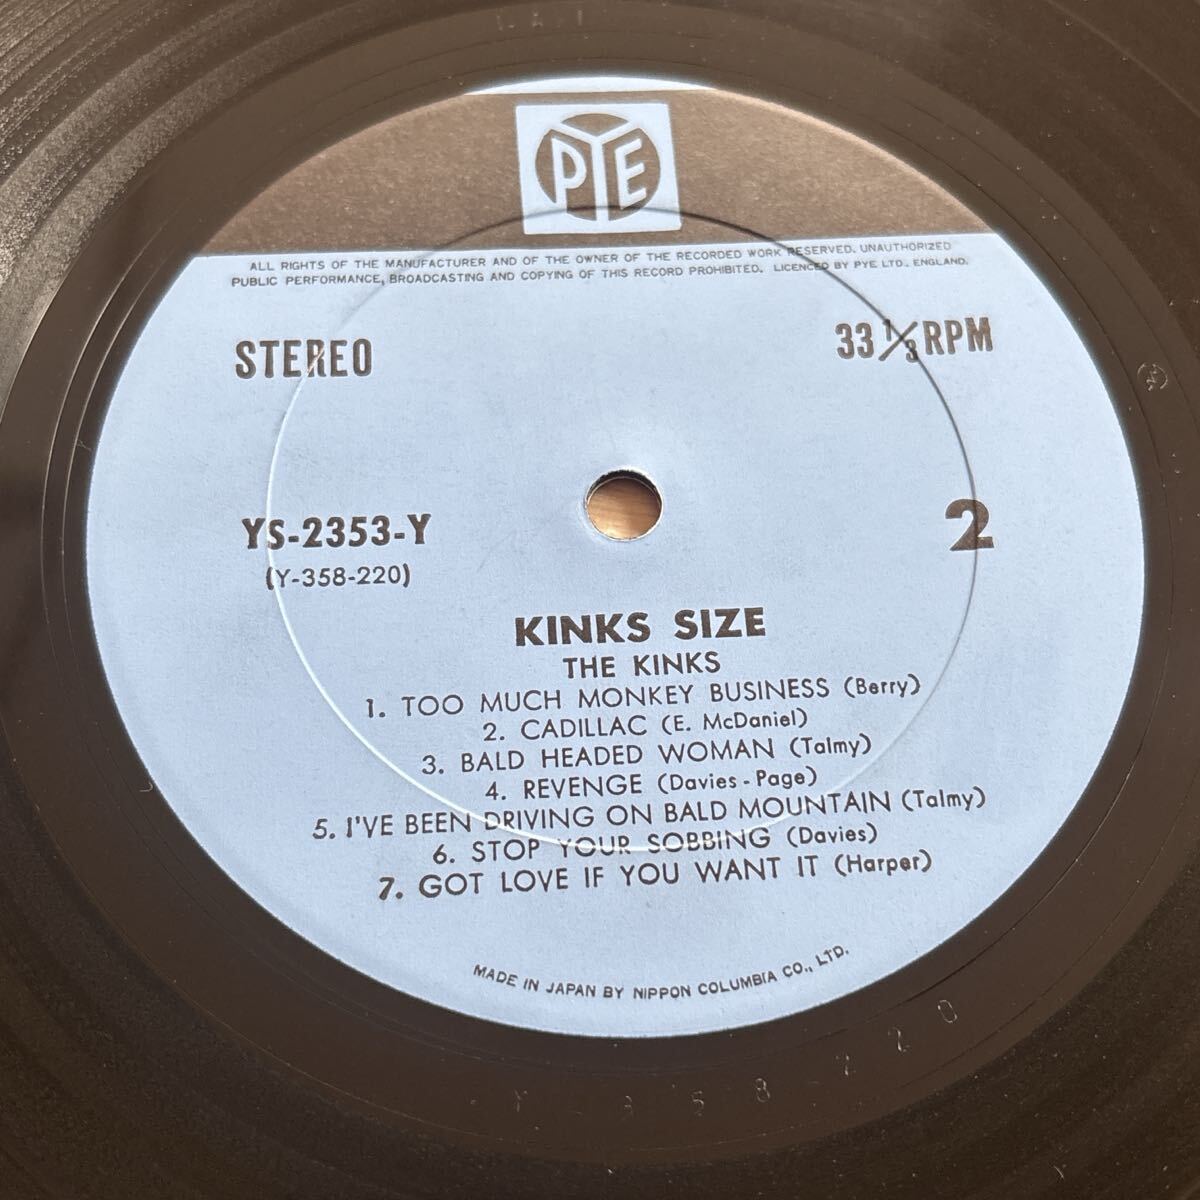 PYE
ALL RIGHTS OF THE MANUFACTURER AND OF THE OWNER OF THE RECORDED WORK RESERVED. UNAUTHORIZED
PUBLIC PERFORMANCE, BROADCASTING AND COPYING OF THIS RECORD PROHIBITED. LICENCED BY PYE LTD., ENGLAND.
STEREO
33 1/3 RPM
YS-2353-Y
(Y-358-220)
2
KINKS SIZE
THE KINKS
1. TOO MUCH MONKEY BUSINESS (Berry)
2. CADILLAC (E. McDaniel)
3. BALD HEADED WOMAN (Talmy)
4. REVENGE (Davies - Page)
5. I'VE BEEN DRIVING ON BALD MOUNTAIN (Talmy)
6. STOP YOUR SOBBING (Davies)
7. GOT LOVE IF YOU WANT IT (Harper)
MADE IN JAPAN BY NIPPON COLUMBIA CO., LTD.
Y-358-220